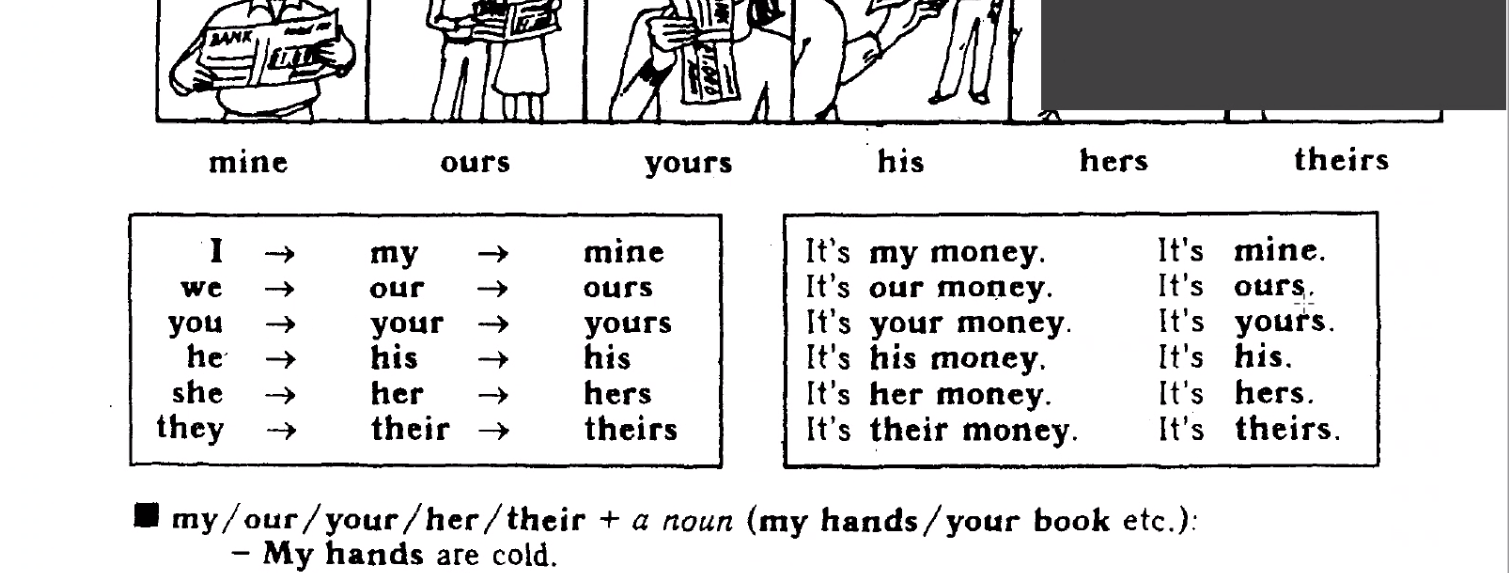 BANK
mine ours yours his hers theirs
I → my → mine
we → our → ours
you → your → yours
he → his → his
she → her → hers
they → their → theirs
It's my money. It's mine.
It's our money. It's ours.
It's your money. It's yours.
It's his money. It's his.
It's her money. It's hers.
It's their money. It's theirs.
■ my/our/your/her/their + a noun (my hands/your book etc.):
– My hands are cold.